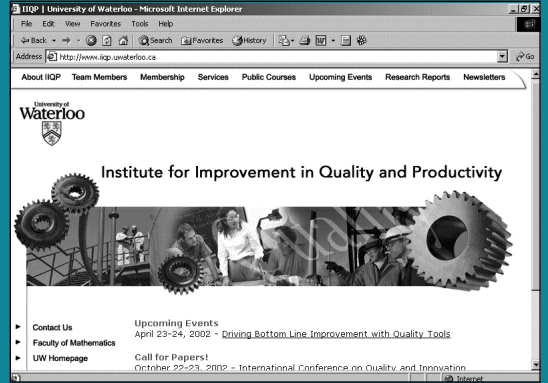 IIQP | University of Waterloo - Microsoft Internet Explorer
File Edit View Favorites Tools Help
Back Search Favorites History
Address http://www.iiqp.uwaterloo.ca Go
About IIQP Team Members Membership Services Public Courses Upcoming Events Research Reports Newsletters
University of
Waterloo
Institute for Improvement in Quality and Productivity
Value
Contact Us
Faculty of Mathematics
UW Homepage
Upcoming Events
April 23-24, 2002 - Driving Bottom Line Improvement with Quality Tools
Call for Papers!
October 22-23, 2002 - International Conference on Quality and Innovation
Internet